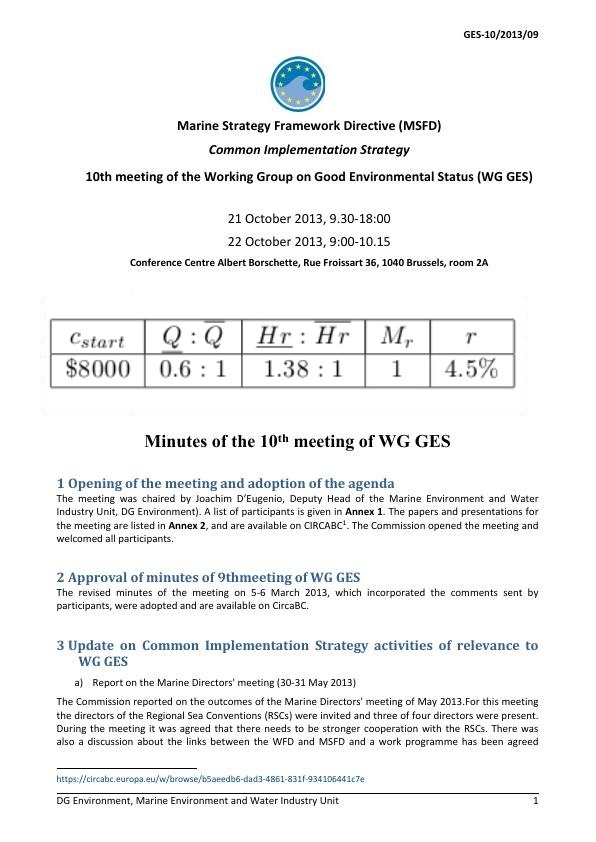 GES-10/2013/09
Marine Strategy Framework Directive (MSFD)
Common Implementation Strategy
10th meeting of the Working Group on Good Environmental Status (WG GES)
21 October 2013, 9.30-18:00
22 October 2013, 9:00-10.15
Conference Centre Albert Borschette, Rue Froissart 36, 1040 Brussels, room 2A
c_start Q̲ : Q̅ H̲r̲ : H̅r̅ M_r r
$8000 0.6 : 1 1.38 : 1 1 4.5%
Minutes of the 10th meeting of WG GES
1 Opening of the meeting and adoption of the agenda
The meeting was chaired by Joachim D'Eugenio, Deputy Head of the Marine Environment and Water
Industry Unit, DG Environment). A list of participants is given in Annex 1. The papers and presentations for
the meeting are listed in Annex 2, and are available on CIRCABC1. The Commission opened the meeting and
welcomed all participants.
2 Approval of minutes of 9thmeeting of WG GES
The revised minutes of the meeting on 5-6 March 2013, which incorporated the comments sent by
participants, were adopted and are available on CircaBC.
3 Update on Common Implementation Strategy activities of relevance to
WG GES
a) Report on the Marine Directors' meeting (30-31 May 2013)
The Commission reported on the outcomes of the Marine Directors' meeting of May 2013.For this meeting
the directors of the Regional Sea Conventions (RSCs) were invited and three of four directors were present.
During the meeting it was agreed that there needs to be stronger cooperation with the RSCs. There was
also a discussion about the links between the WFD and MSFD and a work programme has been agreed
https://circabc.europa.eu/w/browse/b5aeedb6-dad3-4861-831f-934106441c7e
DG Environment, Marine Environment and Water Industry Unit 1